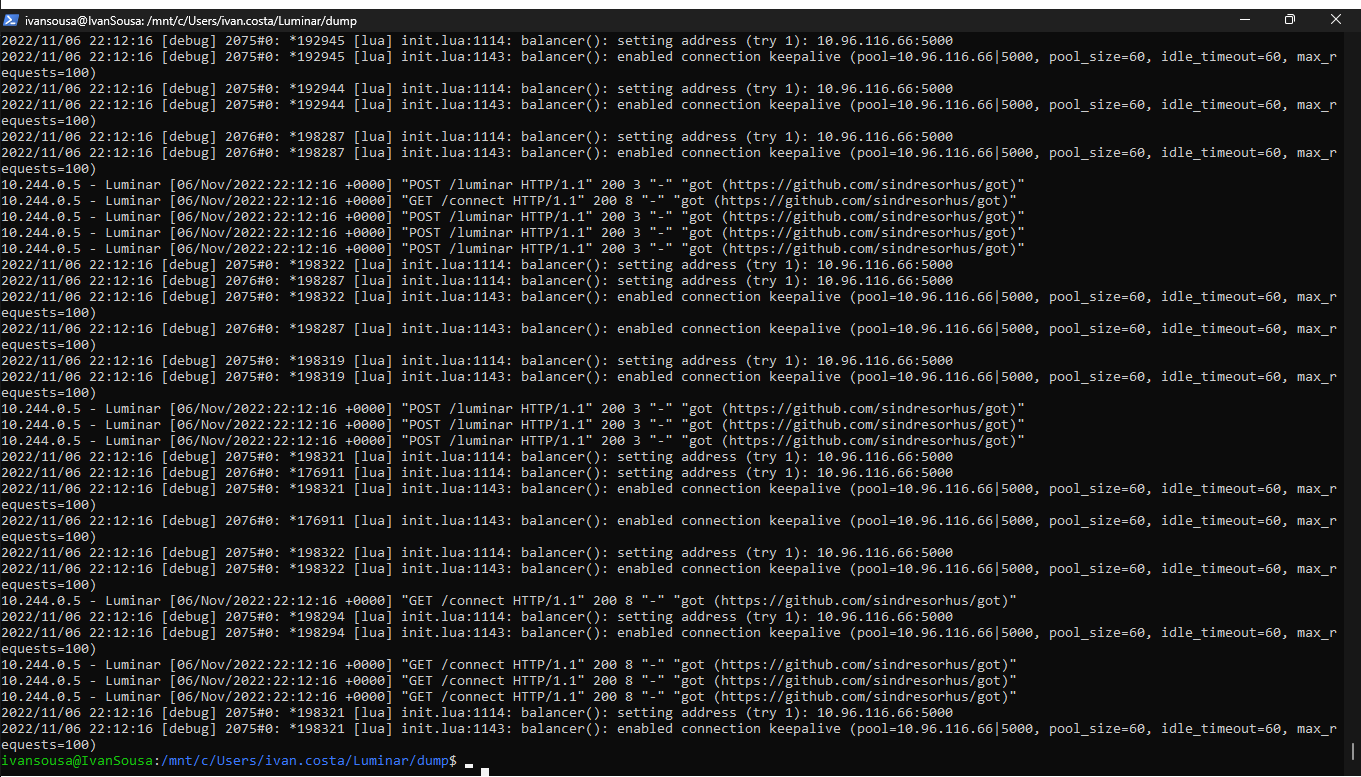 ivansousa@IvanSousa: /mnt/c/Users/ivan.costa/Luminar/dump
2022/11/06 22:12:16 [debug] 2075#0: *192945 [lua] init.lua:1114: balancer(): setting address (try 1): 10.96.116.66:5000
2022/11/06 22:12:16 [debug] 2075#0: *192945 [lua] init.lua:1143: balancer(): enabled connection keepalive (pool=10.96.116.66|5000, pool_size=60, idle_timeout=60, max_r
equests=100)
2022/11/06 22:12:16 [debug] 2075#0: *192944 [lua] init.lua:1114: balancer(): setting address (try 1): 10.96.116.66:5000
2022/11/06 22:12:16 [debug] 2075#0: *192944 [lua] init.lua:1143: balancer(): enabled connection keepalive (pool=10.96.116.66|5000, pool_size=60, idle_timeout=60, max_r
equests=100)
2022/11/06 22:12:16 [debug] 2076#0: *198287 [lua] init.lua:1114: balancer(): setting address (try 1): 10.96.116.66:5000
2022/11/06 22:12:16 [debug] 2076#0: *198287 [lua] init.lua:1143: balancer(): enabled connection keepalive (pool=10.96.116.66|5000, pool_size=60, idle_timeout=60, max_r
equests=100)
10.244.0.5 - Luminar [06/Nov/2022:22:12:16 +0000] "POST /luminar HTTP/1.1" 200 3 "-" "got (https://github.com/sindresorhus/got)"
10.244.0.5 - Luminar [06/Nov/2022:22:12:16 +0000] "GET /connect HTTP/1.1" 200 8 "-" "got (https://github.com/sindresorhus/got)"
10.244.0.5 - Luminar [06/Nov/2022:22:12:16 +0000] "POST /luminar HTTP/1.1" 200 3 "-" "got (https://github.com/sindresorhus/got)"
10.244.0.5 - Luminar [06/Nov/2022:22:12:16 +0000] "POST /luminar HTTP/1.1" 200 3 "-" "got (https://github.com/sindresorhus/got)"
10.244.0.5 - Luminar [06/Nov/2022:22:12:16 +0000] "POST /luminar HTTP/1.1" 200 3 "-" "got (https://github.com/sindresorhus/got)"
2022/11/06 22:12:16 [debug] 2075#0: *198322 [lua] init.lua:1114: balancer(): setting address (try 1): 10.96.116.66:5000
2022/11/06 22:12:16 [debug] 2076#0: *198287 [lua] init.lua:1114: balancer(): setting address (try 1): 10.96.116.66:5000
2022/11/06 22:12:16 [debug] 2075#0: *198322 [lua] init.lua:1143: balancer(): enabled connection keepalive (pool=10.96.116.66|5000, pool_size=60, idle_timeout=60, max_r
equests=100)
2022/11/06 22:12:16 [debug] 2076#0: *198287 [lua] init.lua:1143: balancer(): enabled connection keepalive (pool=10.96.116.66|5000, pool_size=60, idle_timeout=60, max_r
equests=100)
2022/11/06 22:12:16 [debug] 2075#0: *198319 [lua] init.lua:1114: balancer(): setting address (try 1): 10.96.116.66:5000
2022/11/06 22:12:16 [debug] 2075#0: *198319 [lua] init.lua:1143: balancer(): enabled connection keepalive (pool=10.96.116.66|5000, pool_size=60, idle_timeout=60, max_r
equests=100)
10.244.0.5 - Luminar [06/Nov/2022:22:12:16 +0000] "POST /luminar HTTP/1.1" 200 3 "-" "got (https://github.com/sindresorhus/got)"
10.244.0.5 - Luminar [06/Nov/2022:22:12:16 +0000] "POST /luminar HTTP/1.1" 200 3 "-" "got (https://github.com/sindresorhus/got)"
10.244.0.5 - Luminar [06/Nov/2022:22:12:16 +0000] "POST /luminar HTTP/1.1" 200 3 "-" "got (https://github.com/sindresorhus/got)"
2022/11/06 22:12:16 [debug] 2075#0: *198321 [lua] init.lua:1114: balancer(): setting address (try 1): 10.96.116.66:5000
2022/11/06 22:12:16 [debug] 2076#0: *176911 [lua] init.lua:1114: balancer(): setting address (try 1): 10.96.116.66:5000
2022/11/06 22:12:16 [debug] 2075#0: *198321 [lua] init.lua:1143: balancer(): enabled connection keepalive (pool=10.96.116.66|5000, pool_size=60, idle_timeout=60, max_r
equests=100)
2022/11/06 22:12:16 [debug] 2076#0: *176911 [lua] init.lua:1143: balancer(): enabled connection keepalive (pool=10.96.116.66|5000, pool_size=60, idle_timeout=60, max_r
equests=100)
2022/11/06 22:12:16 [debug] 2075#0: *198322 [lua] init.lua:1114: balancer(): setting address (try 1): 10.96.116.66:5000
2022/11/06 22:12:16 [debug] 2075#0: *198322 [lua] init.lua:1143: balancer(): enabled connection keepalive (pool=10.96.116.66|5000, pool_size=60, idle_timeout=60, max_r
equests=100)
10.244.0.5 - Luminar [06/Nov/2022:22:12:16 +0000] "GET /connect HTTP/1.1" 200 8 "-" "got (https://github.com/sindresorhus/got)"
2022/11/06 22:12:16 [debug] 2075#0: *198294 [lua] init.lua:1114: balancer(): setting address (try 1): 10.96.116.66:5000
2022/11/06 22:12:16 [debug] 2075#0: *198294 [lua] init.lua:1143: balancer(): enabled connection keepalive (pool=10.96.116.66|5000, pool_size=60, idle_timeout=60, max_r
equests=100)
10.244.0.5 - Luminar [06/Nov/2022:22:12:16 +0000] "GET /connect HTTP/1.1" 200 8 "-" "got (https://github.com/sindresorhus/got)"
10.244.0.5 - Luminar [06/Nov/2022:22:12:16 +0000] "GET /connect HTTP/1.1" 200 8 "-" "got (https://github.com/sindresorhus/got)"
10.244.0.5 - Luminar [06/Nov/2022:22:12:16 +0000] "GET /connect HTTP/1.1" 200 8 "-" "got (https://github.com/sindresorhus/got)"
2022/11/06 22:12:16 [debug] 2075#0: *198321 [lua] init.lua:1114: balancer(): setting address (try 1): 10.96.116.66:5000
2022/11/06 22:12:16 [debug] 2075#0: *198321 [lua] init.lua:1143: balancer(): enabled connection keepalive (pool=10.96.116.66|5000, pool_size=60, idle_timeout=60, max_r
equests=100)
ivansousa@IvanSousa:/mnt/c/Users/ivan.costa/Luminar/dump$